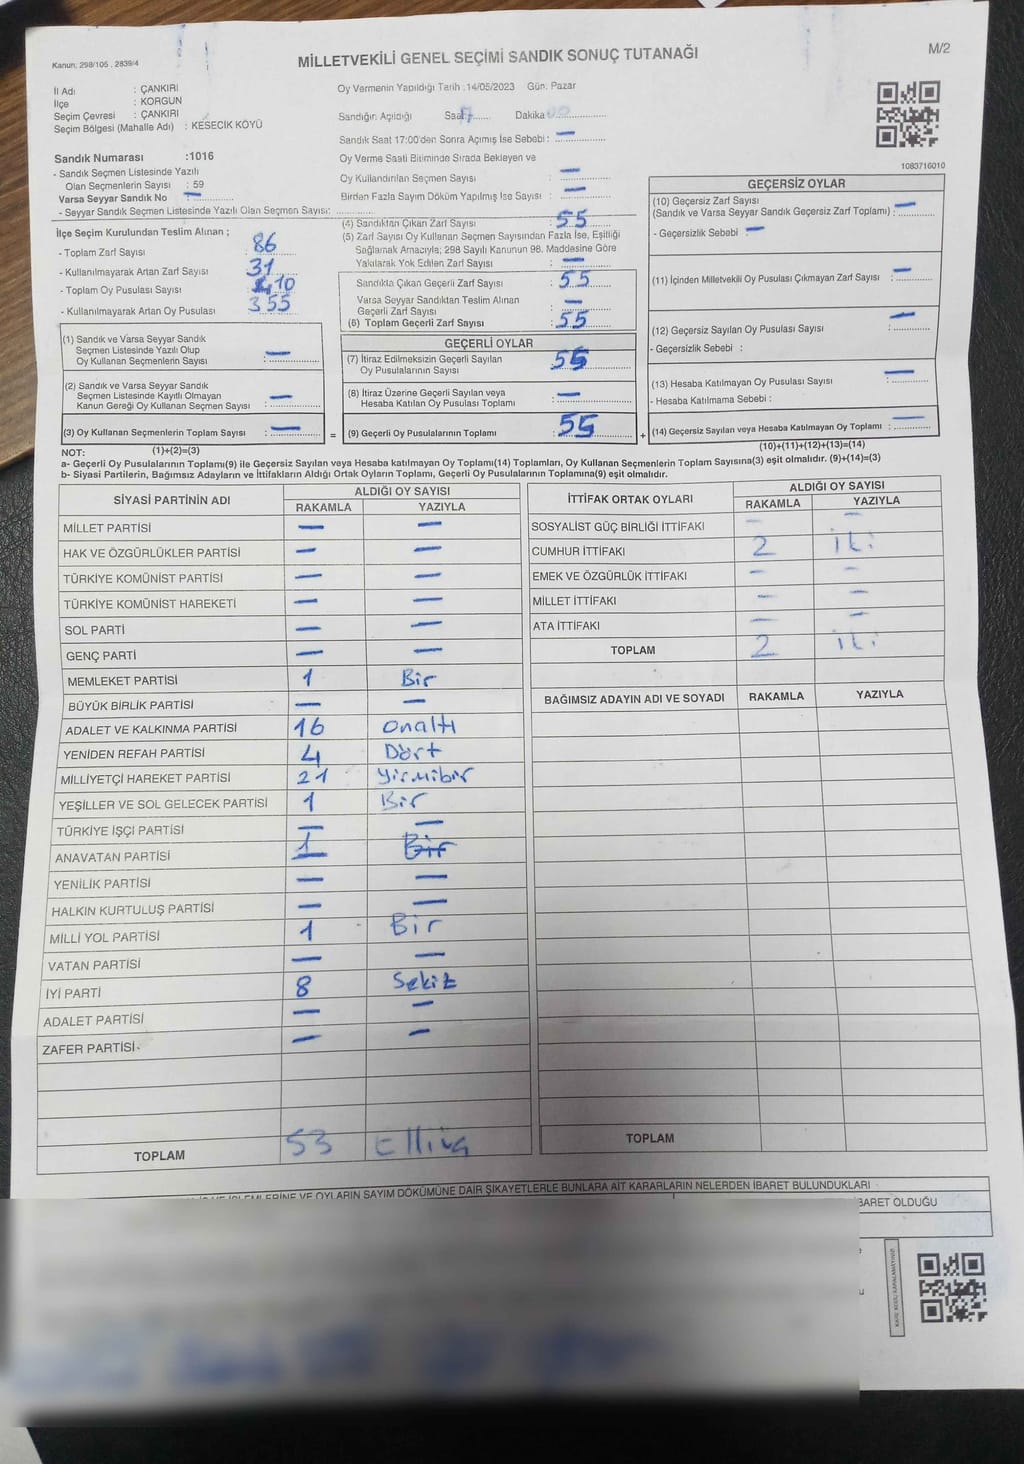 Kanun: 298/105 , 2839/4
MİLLETVEKİLİ GENEL SEÇİMİ SANDIK SONUÇ TUTANAĞI
M/2
İl Adı : ÇANKIRI
İlçe : KORGUN
Seçim Çevresi : ÇANKIRI
Seçim Bölgesi (Mahalle Adı) : KESECİK KÖYÜ
Oy Vermenin Yapıldığı Tarih :14/05/2023 Gün: Pazar
Sandığın Açıldığı Saat 17 Dakika 00
Sandık Saat 17:00'den Sonra Açımış İse Sebebi : —
Oy Verme Saati Bitiminde Sırada Bekleyen ve
Oy Kullandırılan Seçmen Sayısı : —
Birden Fazla Sayım Döküm Yapılmış İse Sayısı : —
1083716010
Sandık Numarası :1016
- Sandık Seçmen Listesinde Yazılı
Olan Seçmenlerin Sayısı : 59
Varsa Seyyar Sandık No : —
- Seyyar Sandık Seçmen Listesinde Yazılı Olan Seçmen Sayısı:
İlçe Seçim Kurulundan Teslim Alınan ;
- Toplam Zarf Sayısı : 86
- Kullanılmayarak Artan Zarf Sayısı : 31
- Toplam Oy Pusulası Sayısı : 410
- Kullanılmayarak Artan Oy Pusulası : 355
(4) Sandıktan Çıkan Zarf Sayısı : 55
(5) Zarf Sayısı Oy Kullanan Seçmen Sayısından Fazla İse, Eşitliği
Sağlamak Amacıyla; 298 Sayılı Kanunun 98. Maddesine Göre
Yakılarak Yok Edilen Zarf Sayısı : —
Sandıkta Çıkan Geçerli Zarf Sayısı : 55
Varsa Seyyar Sandıktan Teslim Alınan
Geçerli Zarf Sayısı : —
(6) Toplam Geçerli Zarf Sayısı : 55
GEÇERSİZ OYLAR
(10) Geçersiz Zarf Sayısı
(Sandık ve Varsa Seyyar Sandık Geçersiz Zarf Toplamı) : —
- Geçersizlik Sebebi : —
(11) İçinden Milletvekili Oy Pusulası Çıkmayan Zarf Sayısı : —
(12) Geçersiz Sayılan Oy Pusulası Sayısı : —
- Geçersizlik Sebebi :
(13) Hesaba Katılmayan Oy Pusulası Sayısı : —
- Hesaba Katılmama Sebebi :
(14) Geçersiz Sayılan veya Hesaba Katılmayan Oy Toplamı : —
(1) Sandık ve Varsa Seyyar Sandık
Seçmen Listesinde Yazılı Olup
Oy Kullanan Seçmenlerin Sayısı : —
(2) Sandık ve Varsa Seyyar Sandık
Seçmen Listesinde Kayıtlı Olmayan
Kanun Gereği Oy Kullanan Seçmen Sayısı : —
(3) Oy Kullanan Seçmenlerin Toplam Sayısı : — =
GEÇERLİ OYLAR
(7) İtiraz Edilmeksizin Geçerli Sayılan
Oy Pusulalarının Sayısı : 55
(8) İtiraz Üzerine Geçerli Sayılan veya
Hesaba Katılan Oy Pusulası Toplamı : —
(9) Geçerli Oy Pusulalarının Toplamı : 55 +
NOT: (1)+(2)=(3) (10)+(11)+(12)+(13)=(14)
a- Geçerli Oy Pusulalarının Toplamı(9) ile Geçersiz Sayılan veya Hesaba katılmayan Oy Toplamı(14) Toplamları, Oy Kullanan Seçmenlerin Toplam Sayısına(3) eşit olmalıdır. (9)+(14)=(3)
b- Siyasi Partilerin, Bağımsız Adayların ve İttifakların Aldığı Oy Toplamı, Geçerli Oy Pusulalarının Toplamına(9) eşit olmalıdır.
SİYASİ PARTİNİN ADI ALDIĞI OY SAYISI
RAKAMLA YAZIYLA
MİLLET PARTİSİ — —
HAK VE ÖZGÜRLÜKLER PARTİSİ — —
TÜRKİYE KOMÜNİST PARTİSİ — —
TÜRKİYE KOMÜNİST HAREKETİ — —
SOL PARTİ — —
GENÇ PARTİ — —
MEMLEKET PARTİSİ 1 Bir
BÜYÜK BİRLİK PARTİSİ — —
ADALET VE KALKINMA PARTİSİ 16 onaltı
YENİDEN REFAH PARTİSİ 4 Dört
MİLLİYETÇİ HAREKET PARTİSİ 21 yirmibir
YEŞİLLER VE SOL GELECEK PARTİSİ 1 Bir
TÜRKİYE İŞÇİ PARTİSİ — —
ANAVATAN PARTİSİ 1 Bir
YENİLİK PARTİSİ — —
HALKIN KURTULUŞ PARTİSİ — —
MİLLİ YOL PARTİSİ 1 Bir
VATAN PARTİSİ — —
İYİ PARTİ 8 Sekiz
ADALET PARTİSİ — —
ZAFER PARTİSİ — —
TOPLAM 53 Elliüç
İTTİFAK ORTAK OYLARI ALDIĞI OY SAYISI
RAKAMLA YAZIYLA
SOSYALİST GÜÇ BİRLİĞİ İTTİFAKI — —
CUMHUR İTTİFAKI 2 iki
EMEK VE ÖZGÜRLÜK İTTİFAKI — —
MİLLET İTTİFAKI — —
ATA İTTİFAKI — —
TOPLAM 2 iki
BAĞIMSIZ ADAYIN ADI VE SOYADI RAKAMLA YAZIYLA
TOPLAM
VE OYLARIN SAYIM DÖKÜMÜNE DAİR ŞİKAYETLERLE BUNLARA AİT KARARLARIN NELERDEN İBARET BULUNDUKLARI
İBARET OLDUĞU